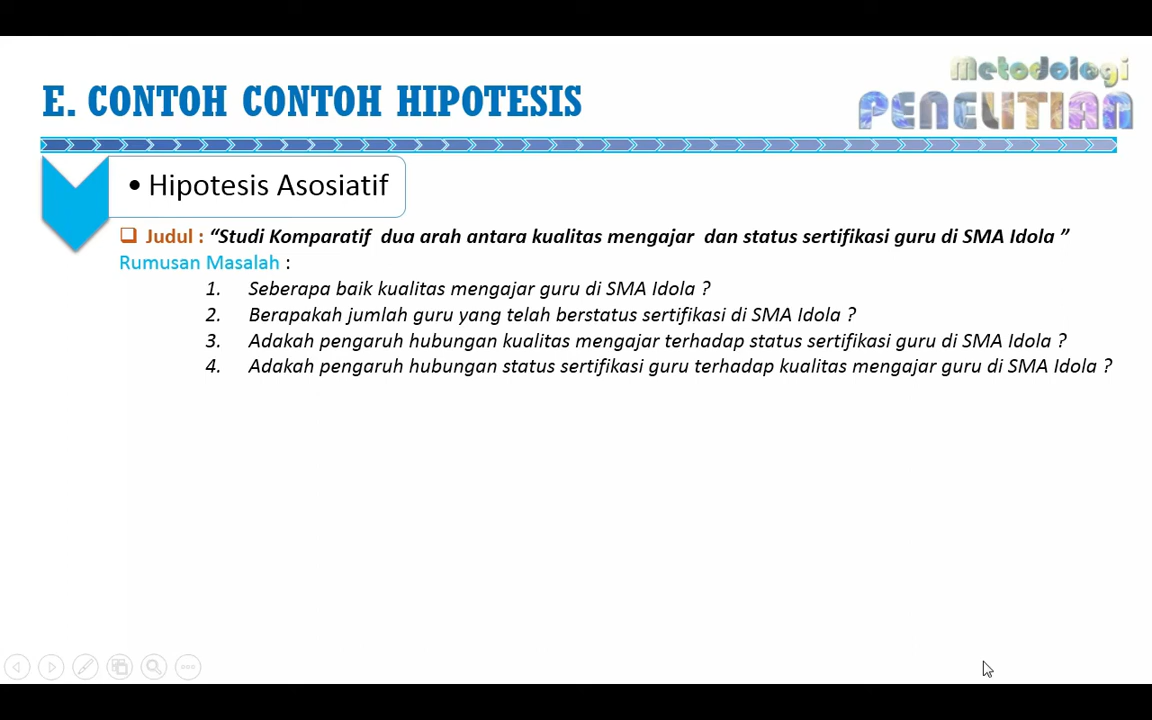 Metodologi
PENELITIAN
E. CONTOH CONTOH HIPOTESIS
• Hipotesis Asosiatif
❑ Judul : “Studi Komparatif dua arah antara kualitas mengajar dan status sertifikasi guru di SMA Idola ”
Rumusan Masalah :
1. Seberapa baik kualitas mengajar guru di SMA Idola ?
2. Berapakah jumlah guru yang telah berstatus sertifikasi di SMA Idola ?
3. Adakah pengaruh hubungan kualitas mengajar terhadap status sertifikasi guru di SMA Idola ?
4. Adakah pengaruh hubungan status sertifikasi guru terhadap kualitas mengajar guru di SMA Idola ?